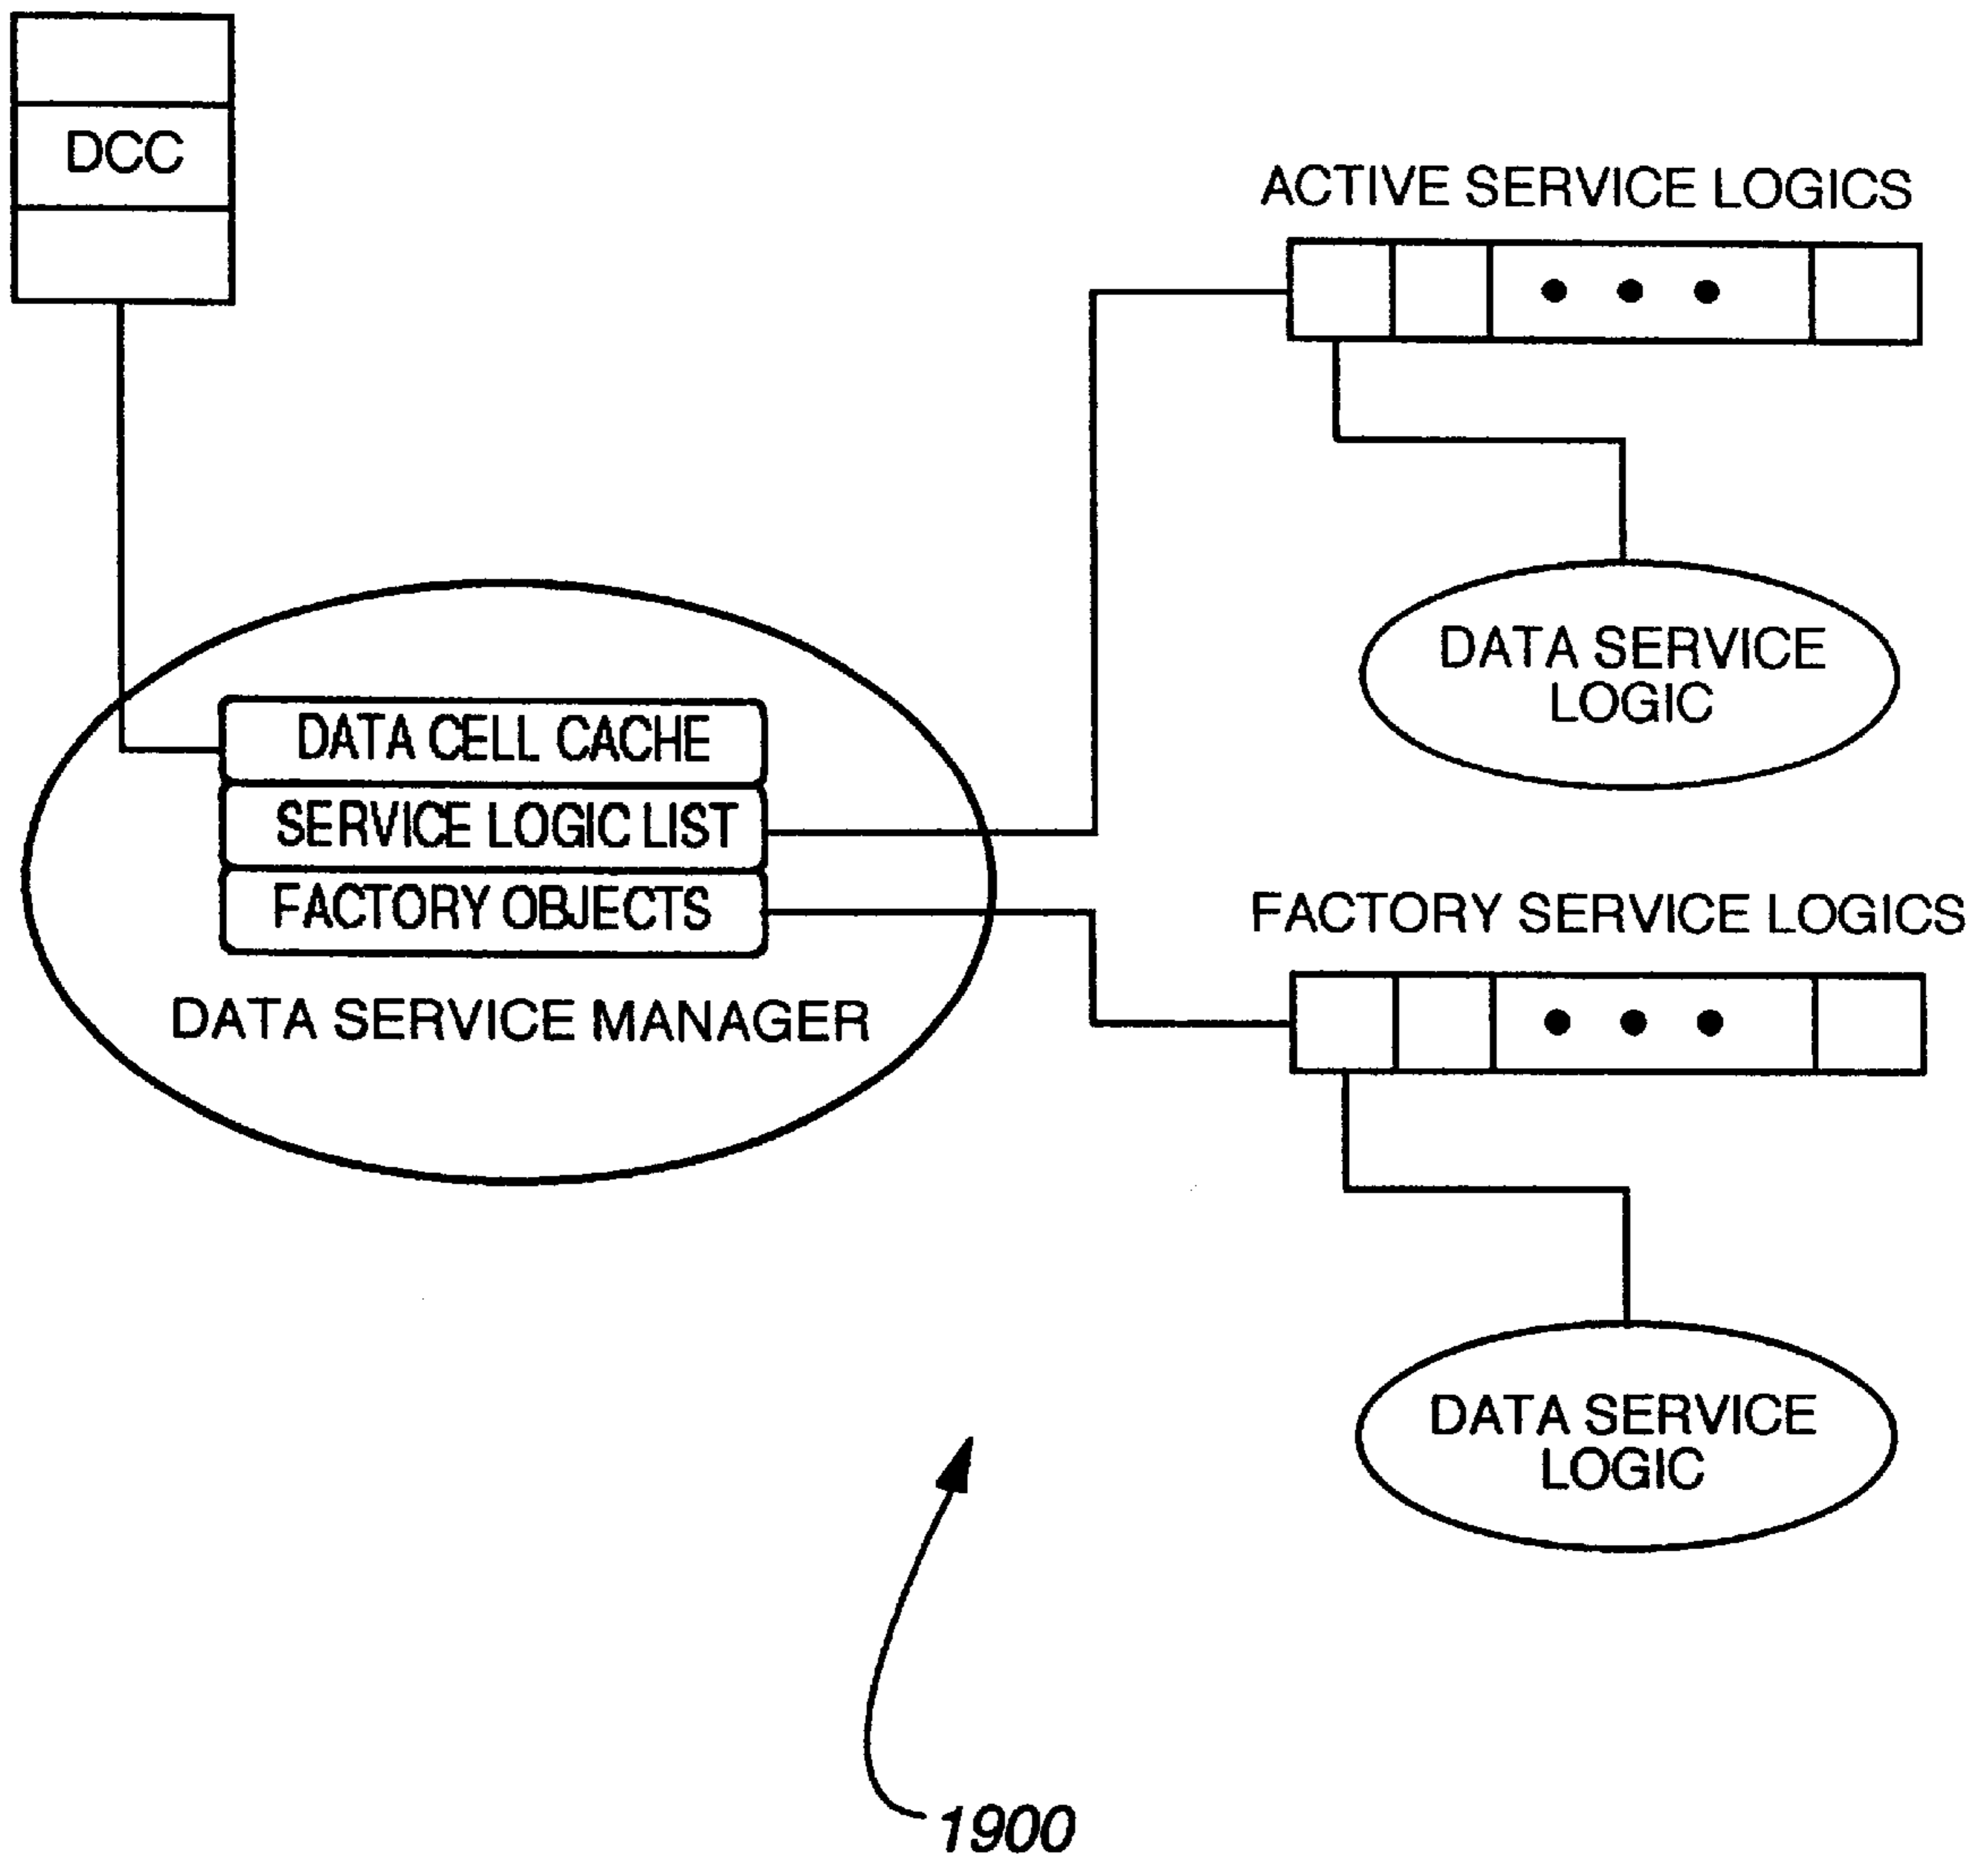 DCC
ACTIVE SERVICE LOGICS
DATA SERVICE
LOGIC
DATA CELL CACHE
SERVICE LOGIC LIST
FACTORY OBJECTS
DATA SERVICE MANAGER
FACTORY SERVICE LOGICS
DATA SERVICE
LOGIC
1900